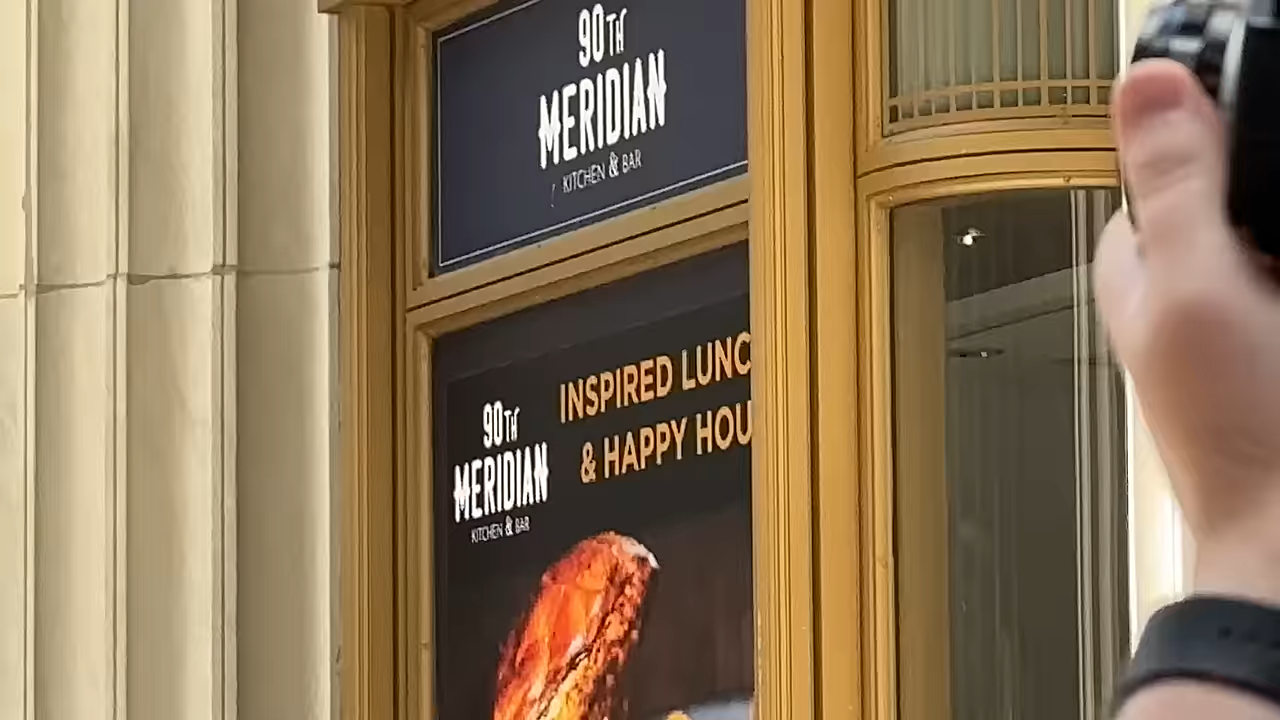 90TH
MERIDIAN
KITCHEN & BAR
INSPIRED LUNC
& HAPPY HOU
90TH
MERIDIAN
KITCHEN & BAR